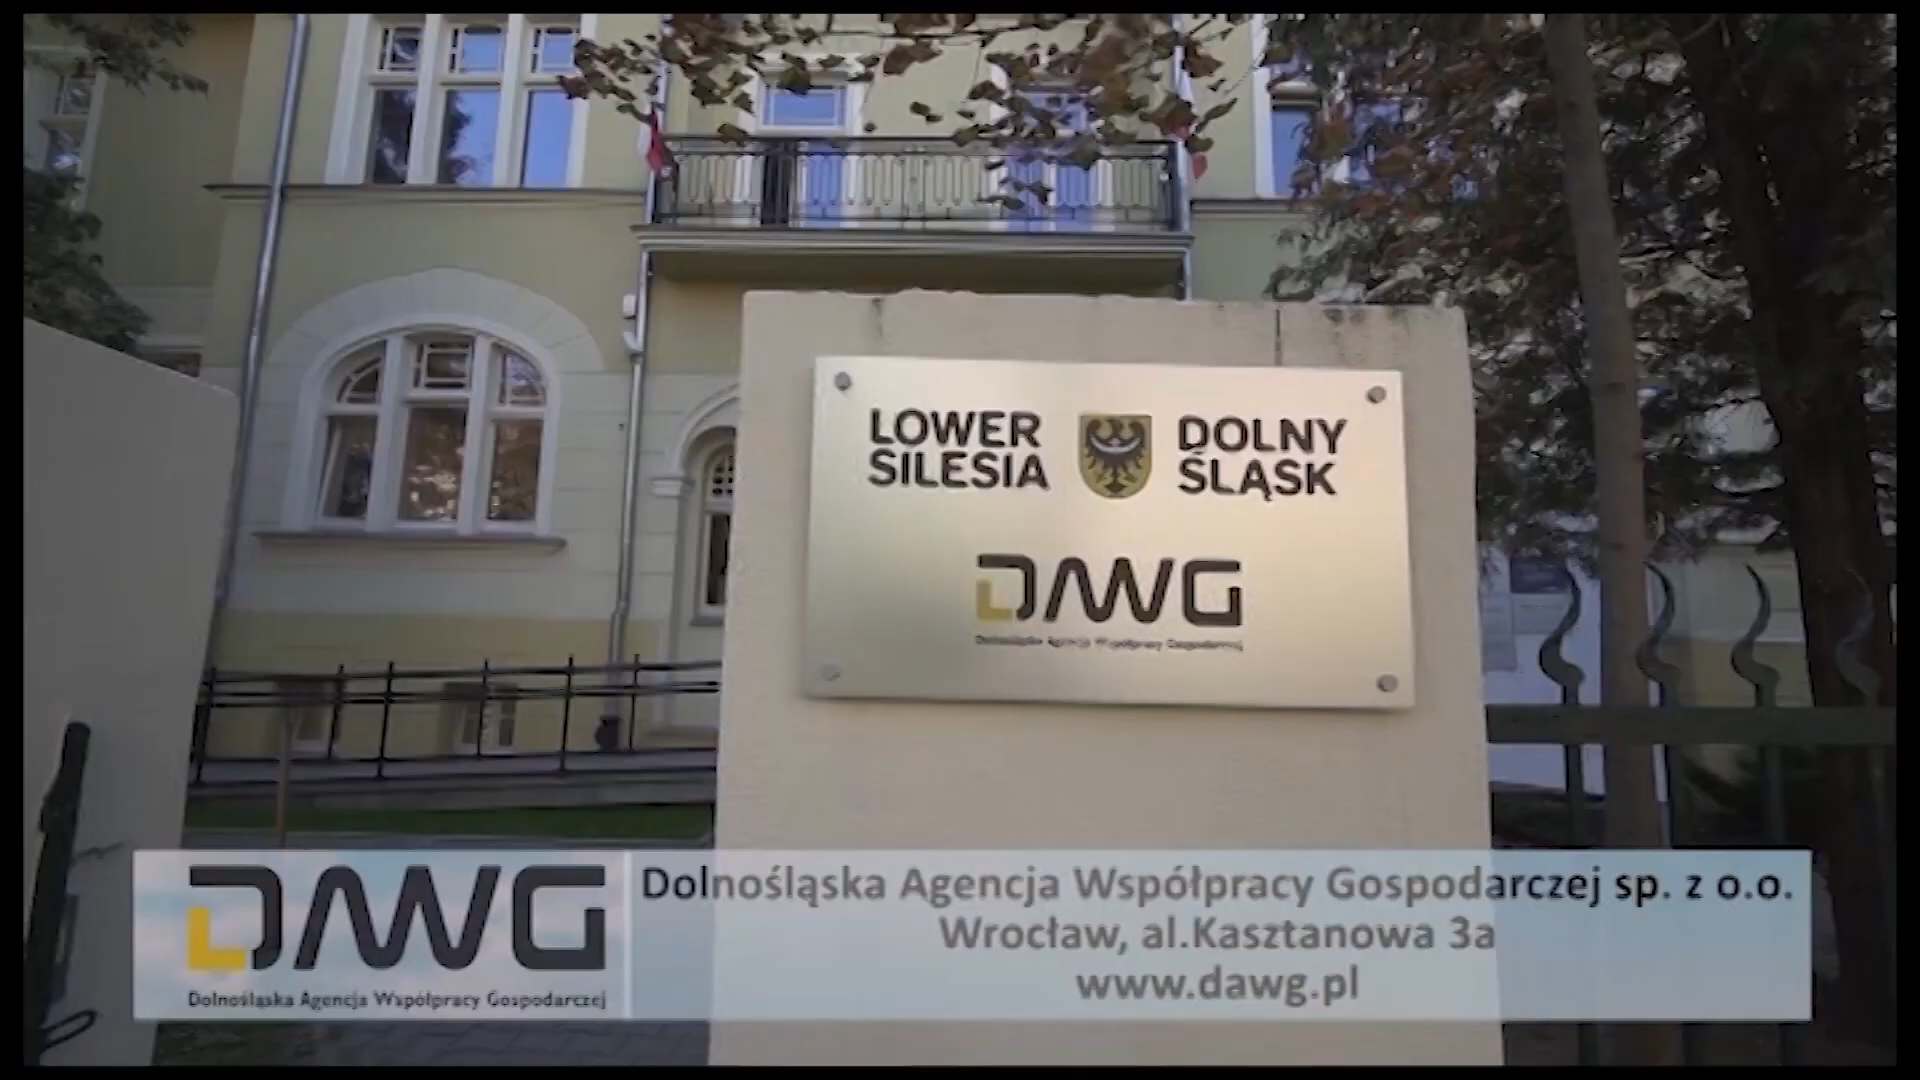 LOWER
SILESIA
DOLNY
ŚLĄSK
DAWG
Dolnośląska Agencja Współpracy Gospodarczej
DAWG
Dolnośląska Agencja Współpracy Gospodarczej
Dolnośląska Agencja Współpracy Gospodarczej sp. z o.o.
Wrocław, al.Kasztanowa 3a
www.dawg.pl